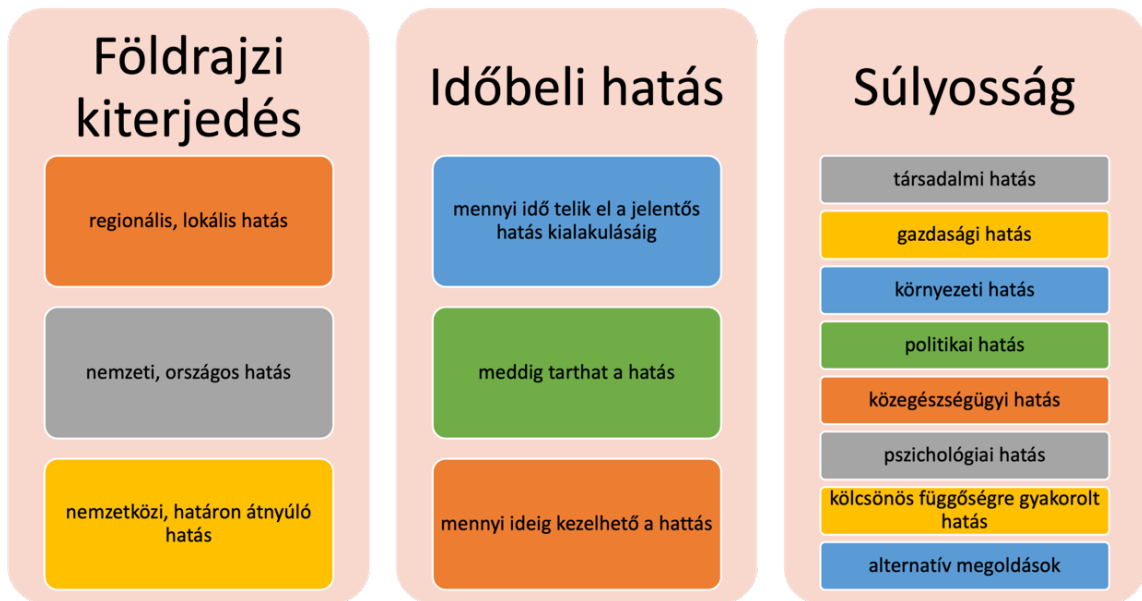 Földrajzi
kiterjedés
regionális, lokális hatás
nemzeti, országos hatás
nemzetközi, határon átnyúló
hatás
Időbeli hatás
mennyi idő telik el a jelentős
hatás kialakulásáig
meddig tarthat a hatás
mennyi ideig kezelhető a hattás
Súlyosság
társadalmi hatás
gazdasági hatás
környezeti hatás
politikai hatás
közegészségügyi hatás
pszichológiai hatás
kölcsönös függőségre gyakorolt
hatás
alternatív megoldások